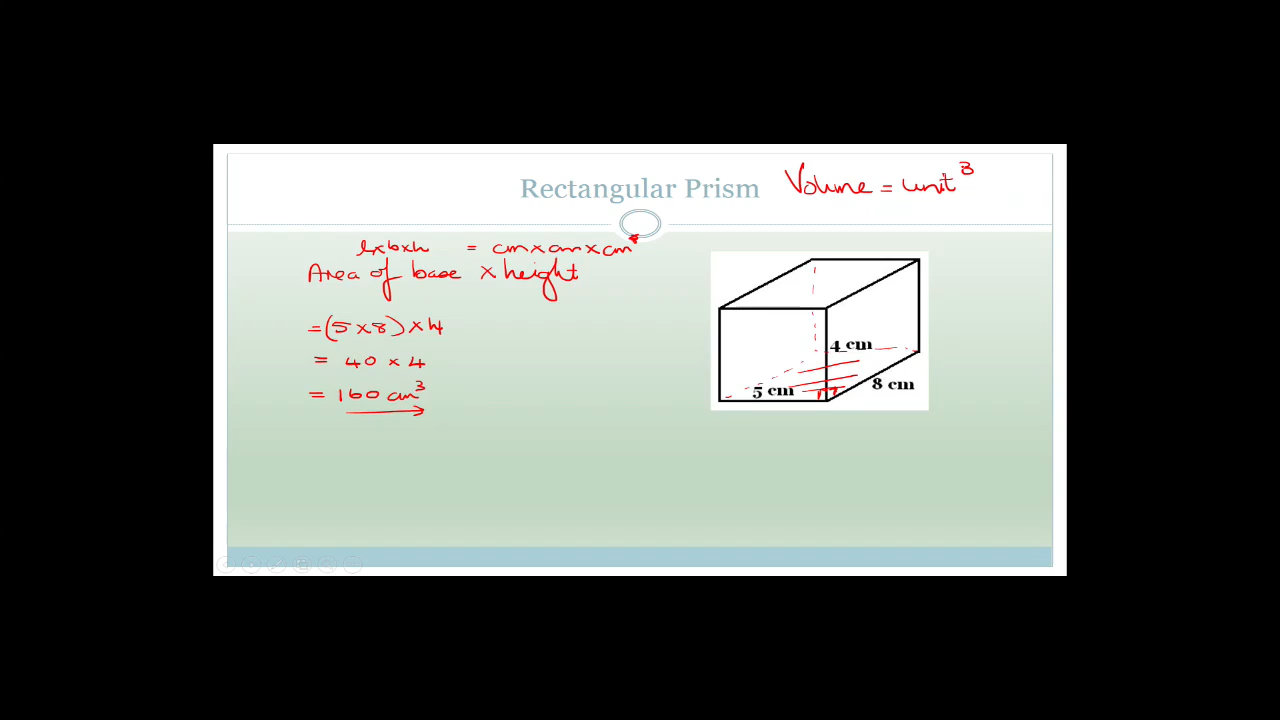 Rectangular Prism
Volume = unit³
l×b×h = cm×cm×cm
Area of base × height
= (5×8) × 4
= 40 × 4
= 160 cm³
4 cm
5 cm
8 cm